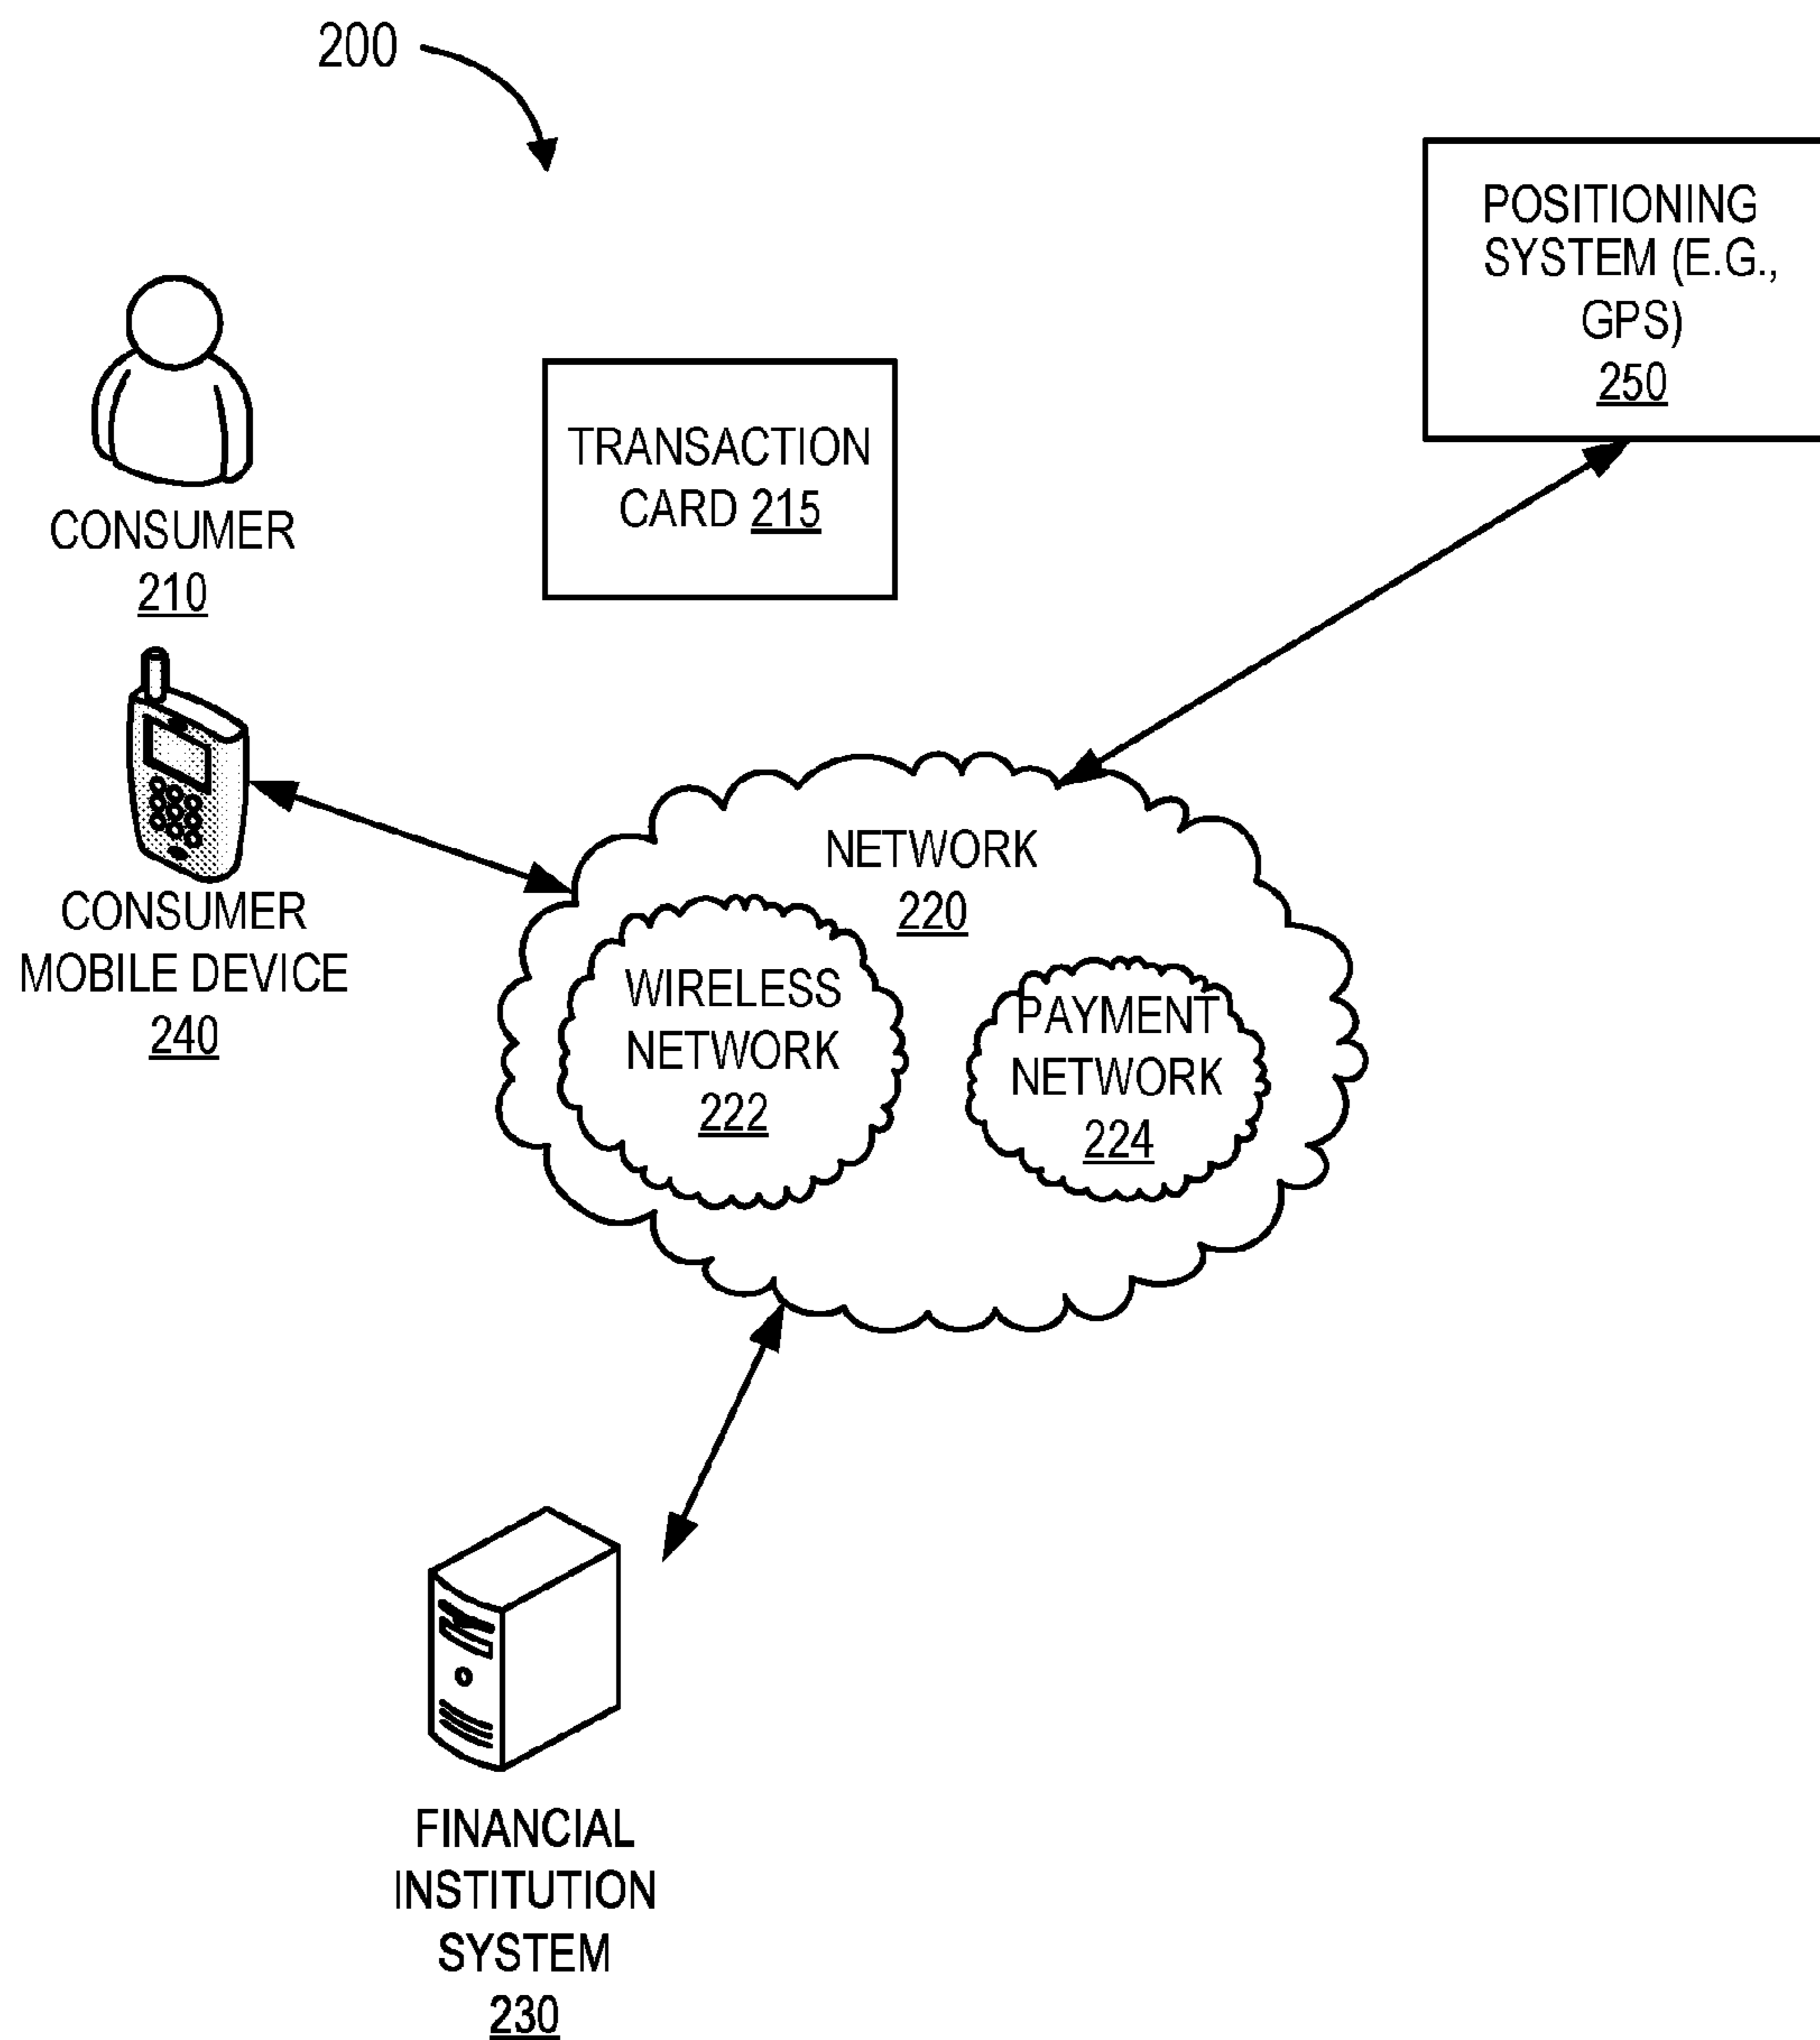 200
POSITIONING
SYSTEM (E.G.,
GPS)
250
TRANSACTION
CARD 215
CONSUMER
210
CONSUMER
MOBILE DEVICE
240
NETWORK
220
WIRELESS
NETWORK
222
PAYMENT
NETWORK
224
FINANCIAL
INSTITUTION
SYSTEM
230